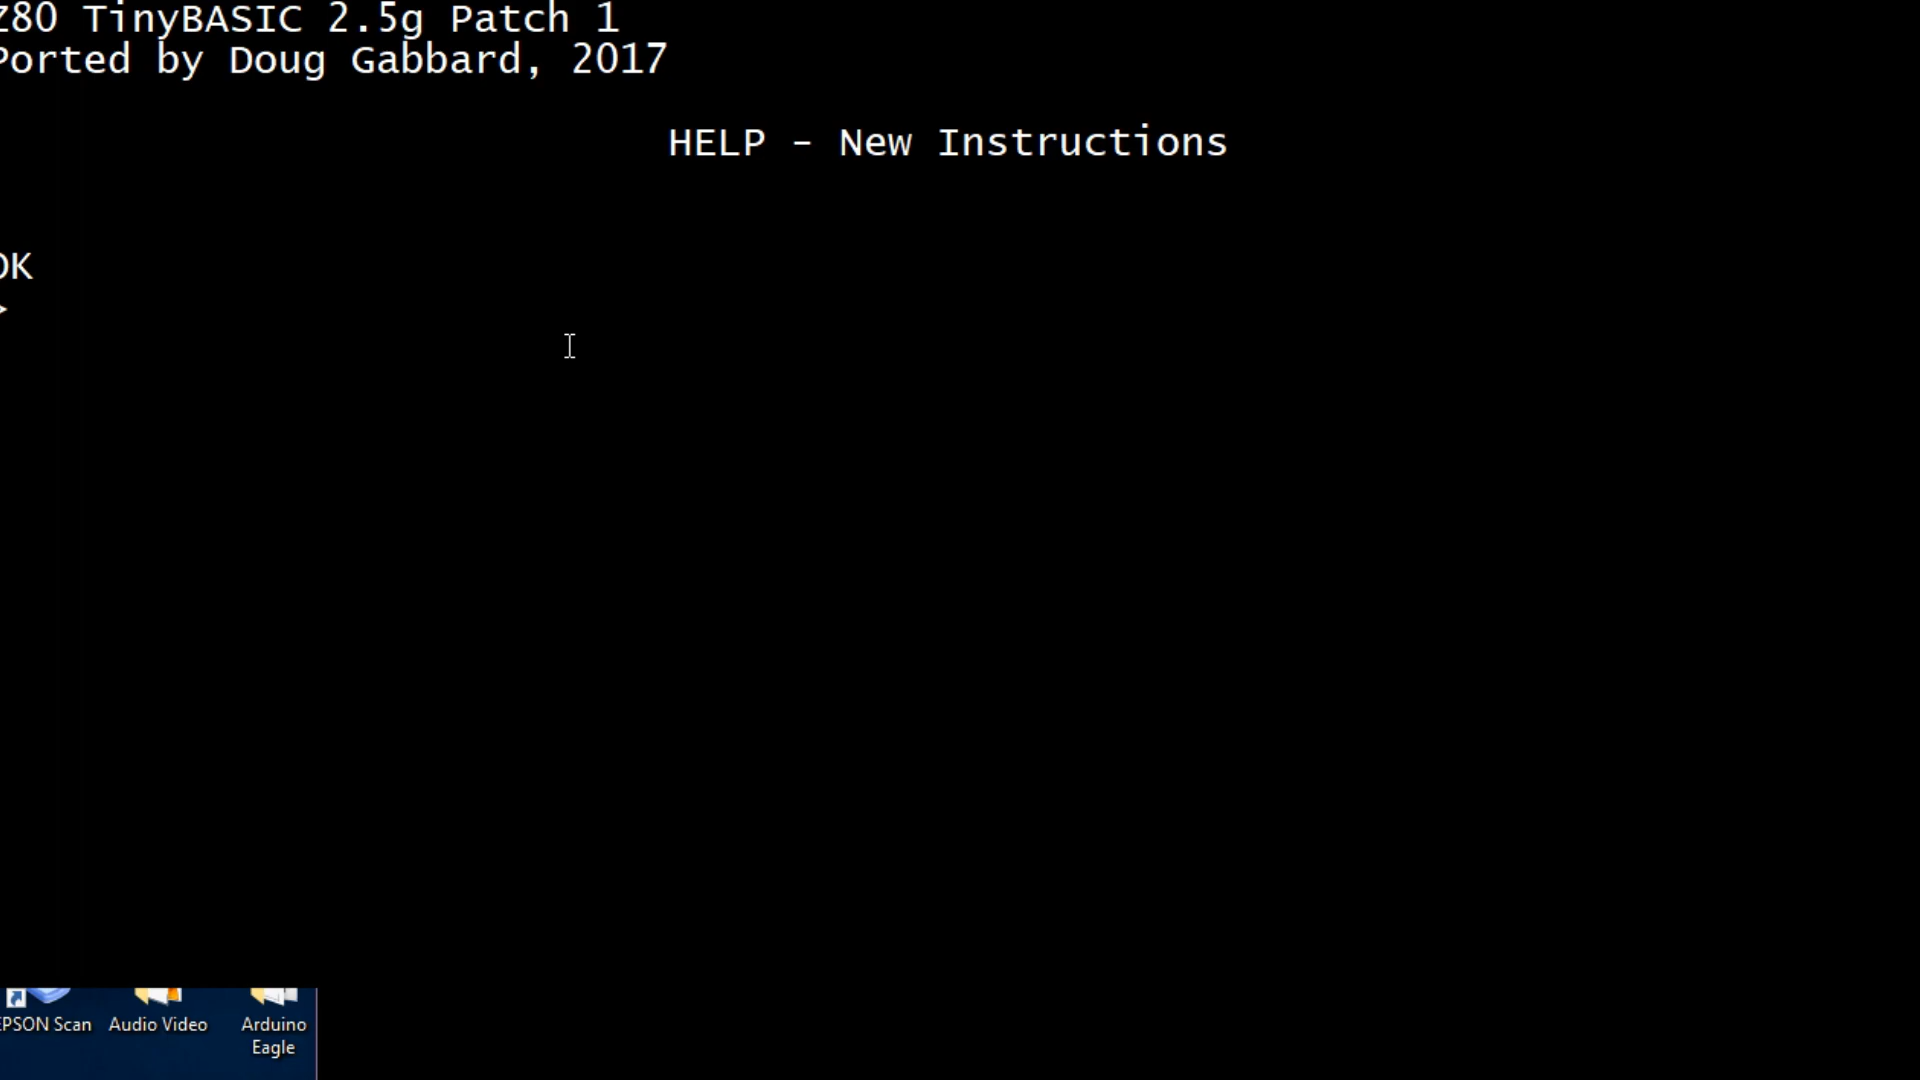 Z80 TinyBASIC 2.5g Patch 1
Ported by Doug Gabbard, 2017
HELP - New Instructions
OK
>
EPSON Scan
Audio Video
Arduino
Eagle